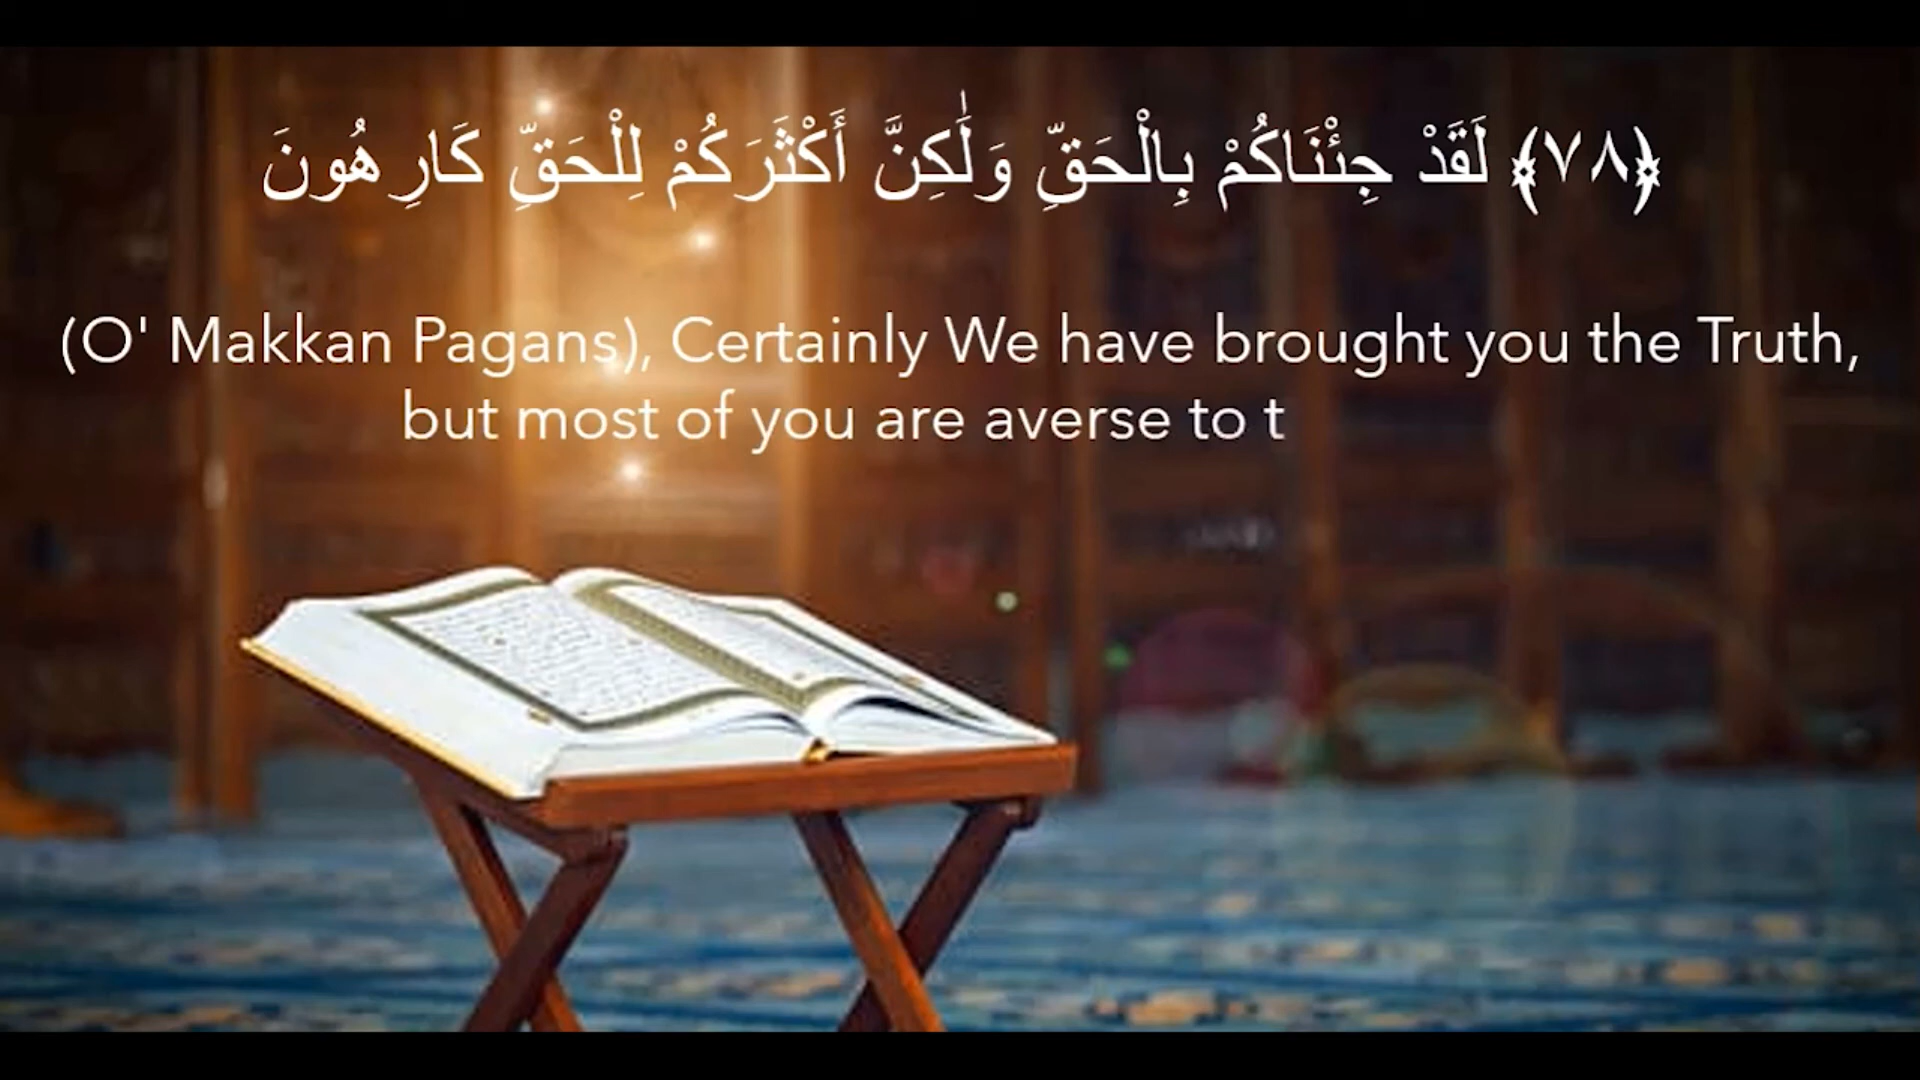 ﴿٧٨﴾ لَقَدْ جِئْنَاكُمْ بِالْحَقِّ وَلَٰكِنَّ أَكْثَرَكُمْ لِلْحَقِّ كَارِهُونَ
(O' Makkan Pagans), Certainly We have brought you the Truth,
but most of you are averse to t